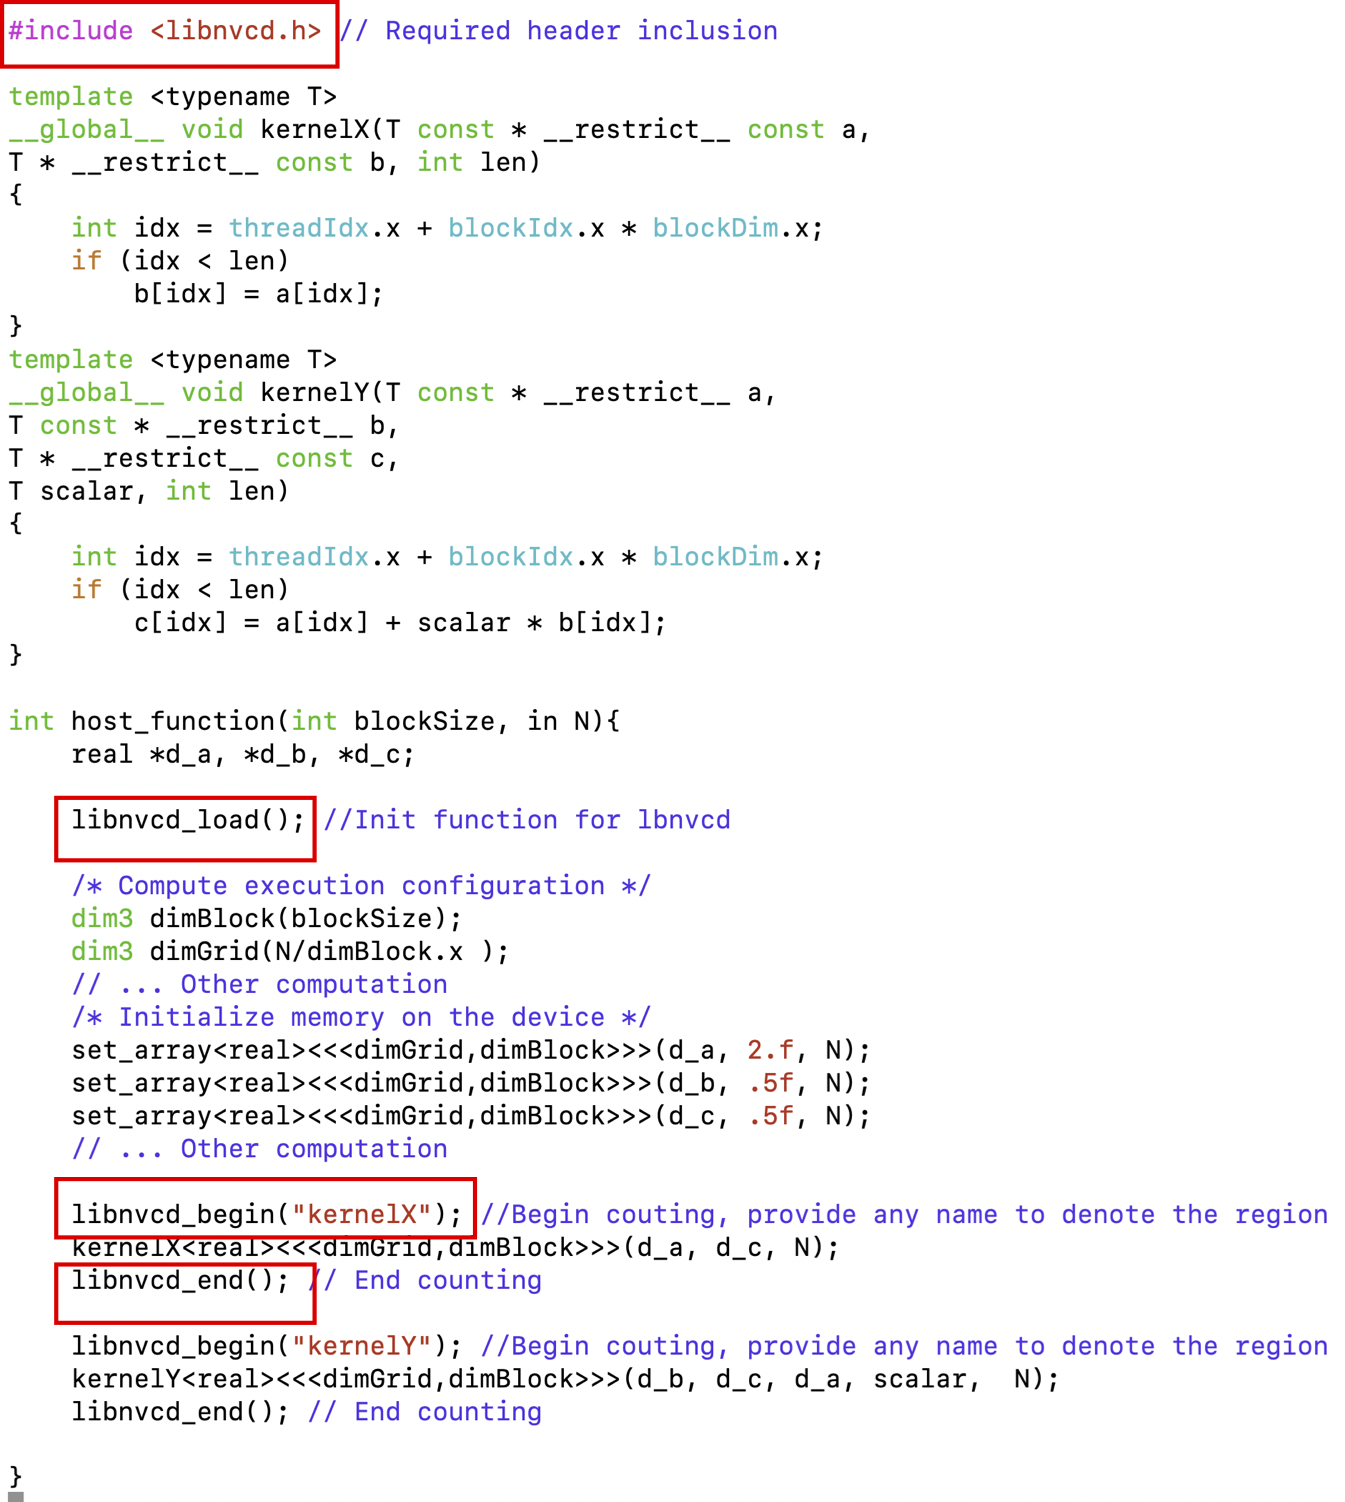 #include <libnvcd.h> // Required header inclusion
template <typename T>
__global__ void kernelX(T const * __restrict__ const a,
T * __restrict__ const b, int len)
{
    int idx = threadIdx.x + blockIdx.x * blockDim.x;
    if (idx < len)
        b[idx] = a[idx];
}
template <typename T>
__global__ void kernelY(T const * __restrict__ a,
T const * __restrict__ b,
T * __restrict__ const c,
T scalar, int len)
{
    int idx = threadIdx.x + blockIdx.x * blockDim.x;
    if (idx < len)
        c[idx] = a[idx] + scalar * b[idx];
}
int host_function(int blockSize, in N){
    real *d_a, *d_b, *d_c;
    libnvcd_load(); //Init function for lbnvcd
    /* Compute execution configuration */
    dim3 dimBlock(blockSize);
    dim3 dimGrid(N/dimBlock.x );
    // ... Other computation
    /* Initialize memory on the device */
    set_array<real><<<dimGrid,dimBlock>>>(d_a, 2.f, N);
    set_array<real><<<dimGrid,dimBlock>>>(d_b, .5f, N);
    set_array<real><<<dimGrid,dimBlock>>>(d_c, .5f, N);
    // ... Other computation
    libnvcd_begin("kernelX"); //Begin couting, provide any name to denote the region
    kernelX<real><<<dimGrid,dimBlock>>>(d_a, d_c, N);
    libnvcd_end(); // End counting
    libnvcd_begin("kernelY"); //Begin couting, provide any name to denote the region
    kernelY<real><<<dimGrid,dimBlock>>>(d_b, d_c, d_a, scalar,  N);
    libnvcd_end(); // End counting
}